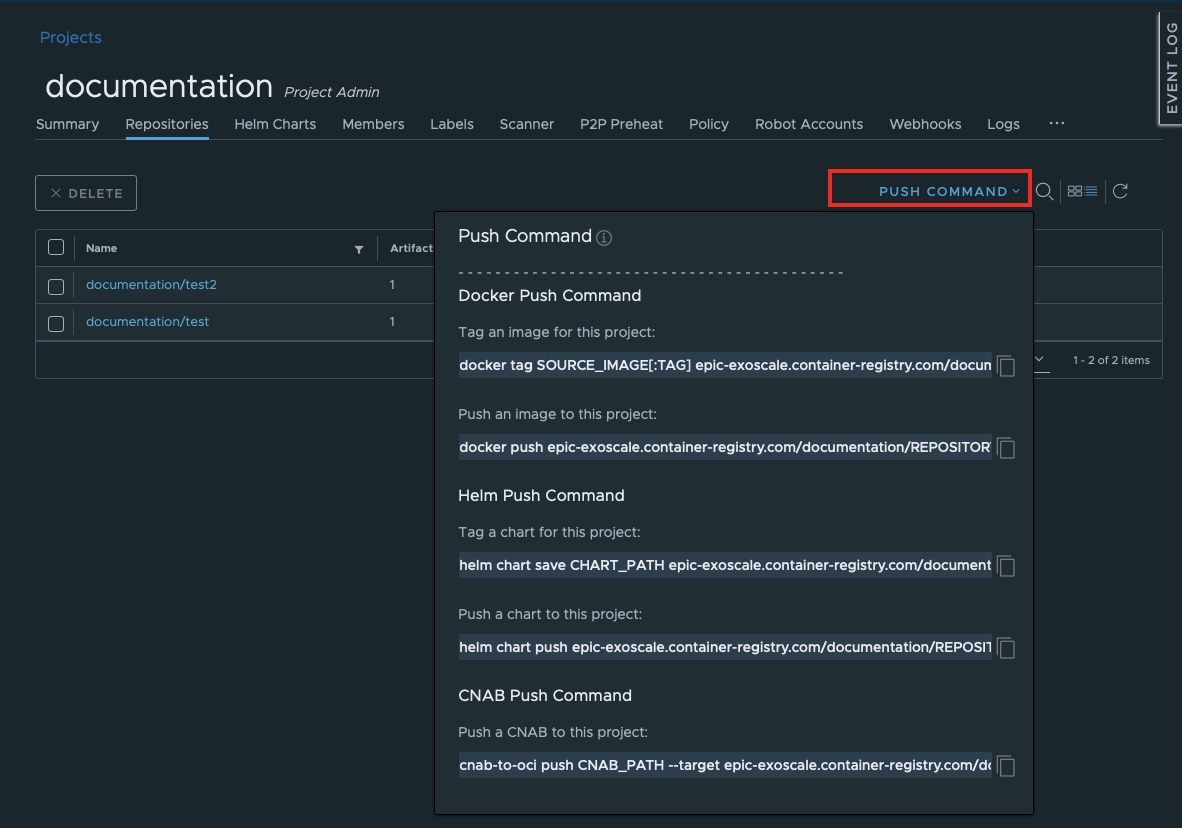 Projects
EVENT LOG
documentation Project Admin
Summary Repositories Helm Charts Members Labels Scanner P2P Preheat Policy Robot Accounts Webhooks Logs ...
DELETE PUSH COMMAND
Name Artifact
documentation/test2 1
documentation/test 1
1 - 2 of 2 items
Push Command
- - - - - - - - - - - - - - - - - - - - - - - - - - - - - - - - - - - - - - - - - -
Docker Push Command
Tag an image for this project:
docker tag SOURCE_IMAGE[:TAG] epic-exoscale.container-registry.com/docum
Push an image to this project:
docker push epic-exoscale.container-registry.com/documentation/REPOSITOR
Helm Push Command
Tag a chart for this project:
helm chart save CHART_PATH epic-exoscale.container-registry.com/document
Push a chart to this project:
helm chart push epic-exoscale.container-registry.com/documentation/REPOSIT
CNAB Push Command
Push a CNAB to this project:
cnab-to-oci push CNAB_PATH --target epic-exoscale.container-registry.com/do